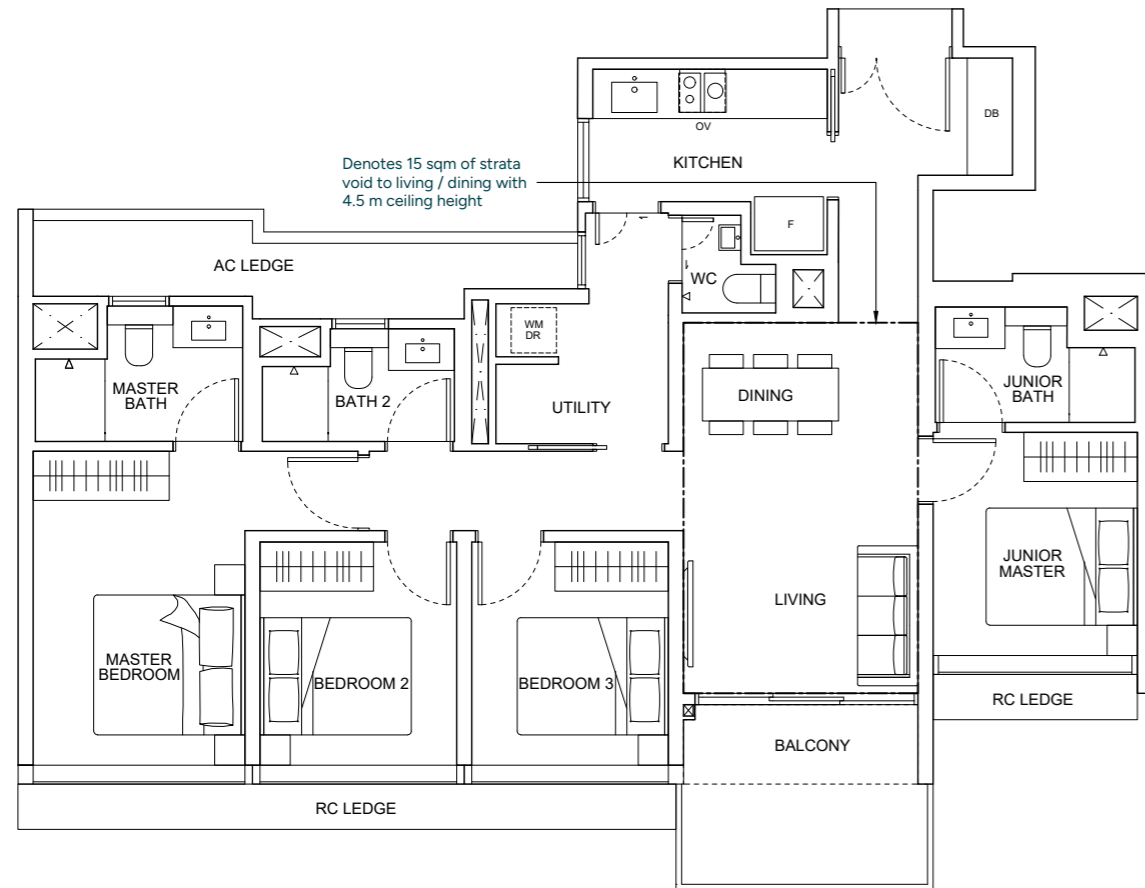 DB
OV
KITCHEN
Denotes 15 sqm of strata
void to living / dining with
4.5 m ceiling height
F
AC LEDGE
WC
WM
DR
MASTER
BATH
BATH 2
UTILITY
DINING
JUNIOR
BATH
JUNIOR
MASTER
LIVING
MASTER
BEDROOM
BEDROOM 2
BEDROOM 3
RC LEDGE
BALCONY
RC LEDGE